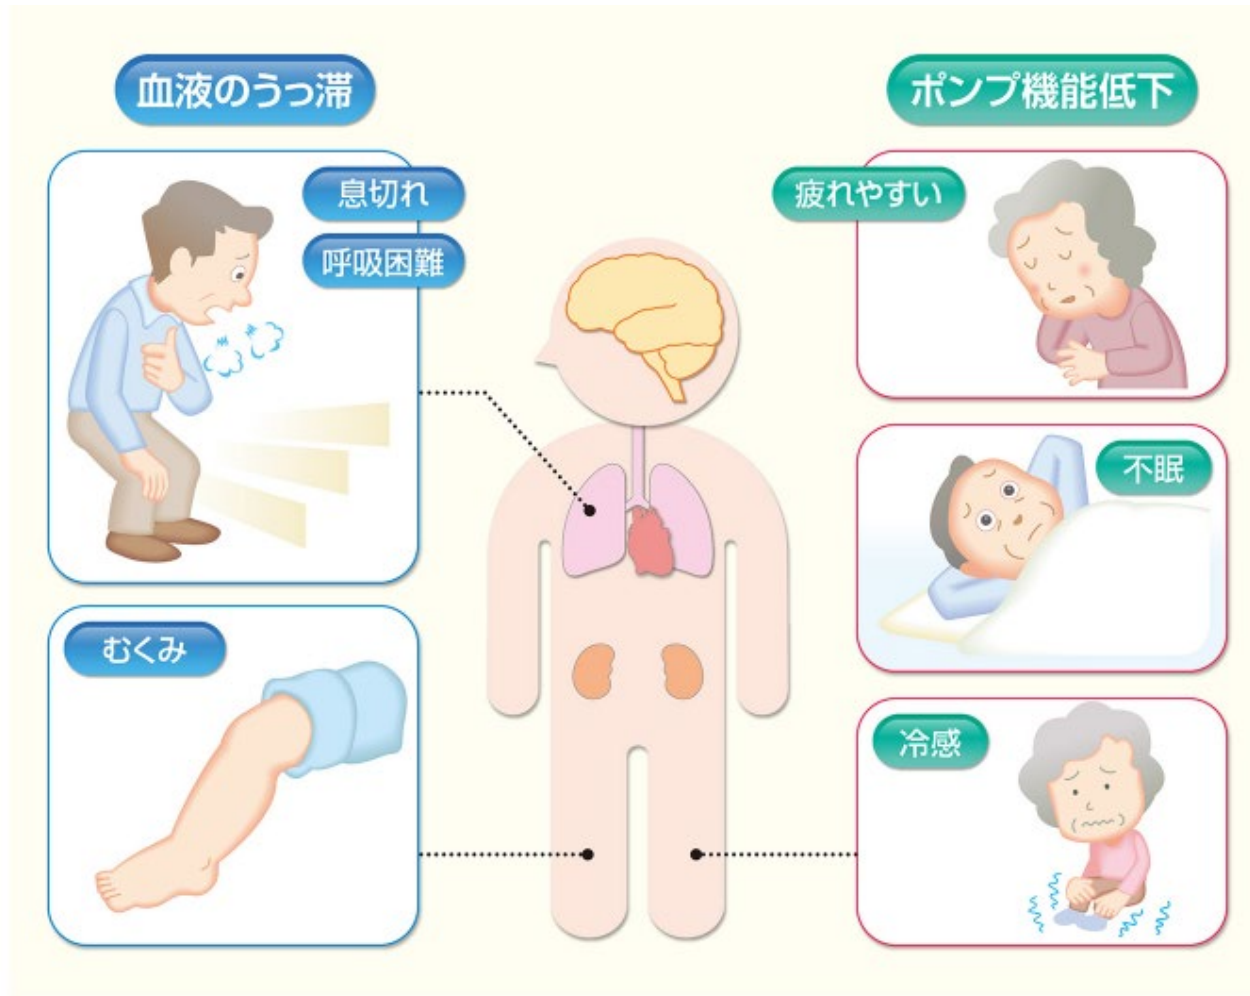 血液のうっ滞
息切れ
呼吸困難
むくみ
ポンプ機能低下
疲れやすい
不眠
冷感